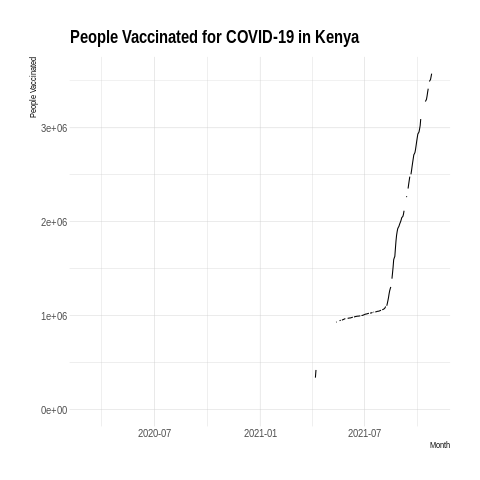 People Vaccinated for COVID-19 in Kenya
People Vaccinated
3e+06
2e+06
1e+06
0e+00
2020-07 2021-01 2021-07
Month